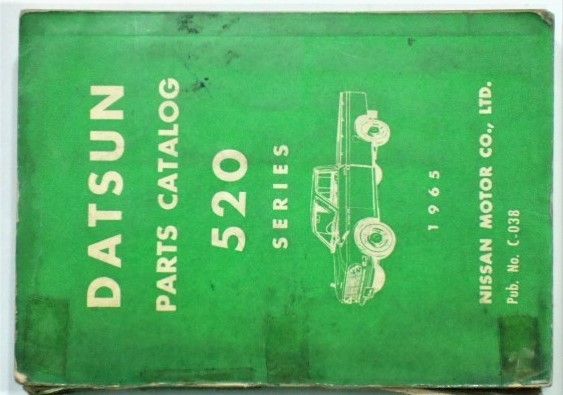 DATSUN
PARTS CATALOG
520
SERIES
1965
NISSAN MOTOR CO., LTD.
Pub. No. C-038